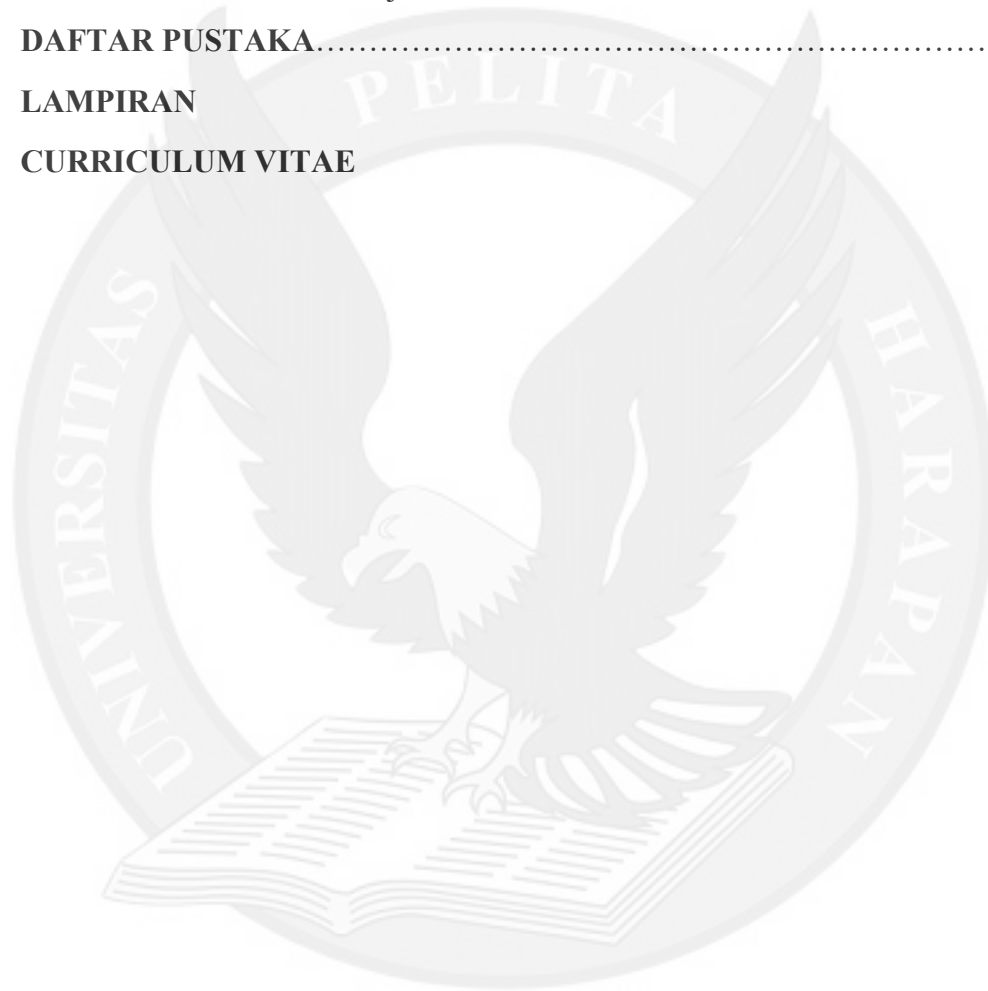 DAFTAR PUSTAKA…………………………………………………………
LAMPIRAN
CURRICULUM VITAE
UNIVERSITAS PELITA HARAPAN